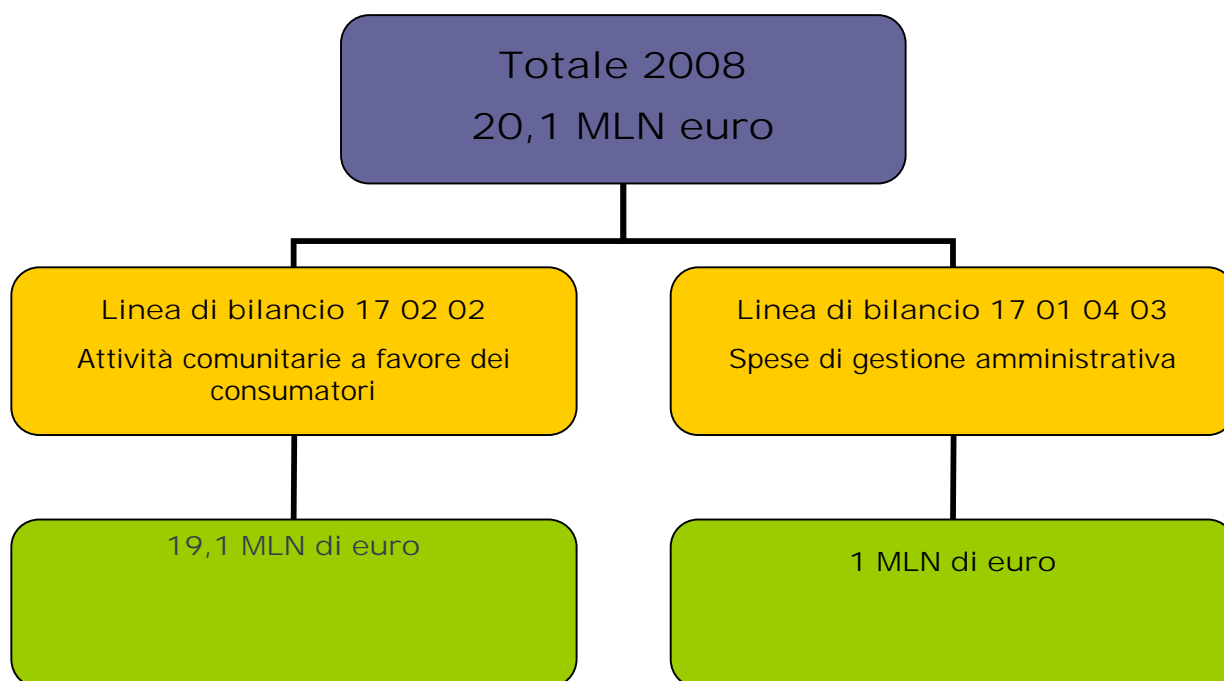 Totale 2008
20,1 MLN euro
Linea di bilancio 17 02 02
Attività comunitarie a favore dei
consumatori
Linea di bilancio 17 01 04 03
Spese di gestione amministrativa
19,1 MLN di euro
1 MLN di euro